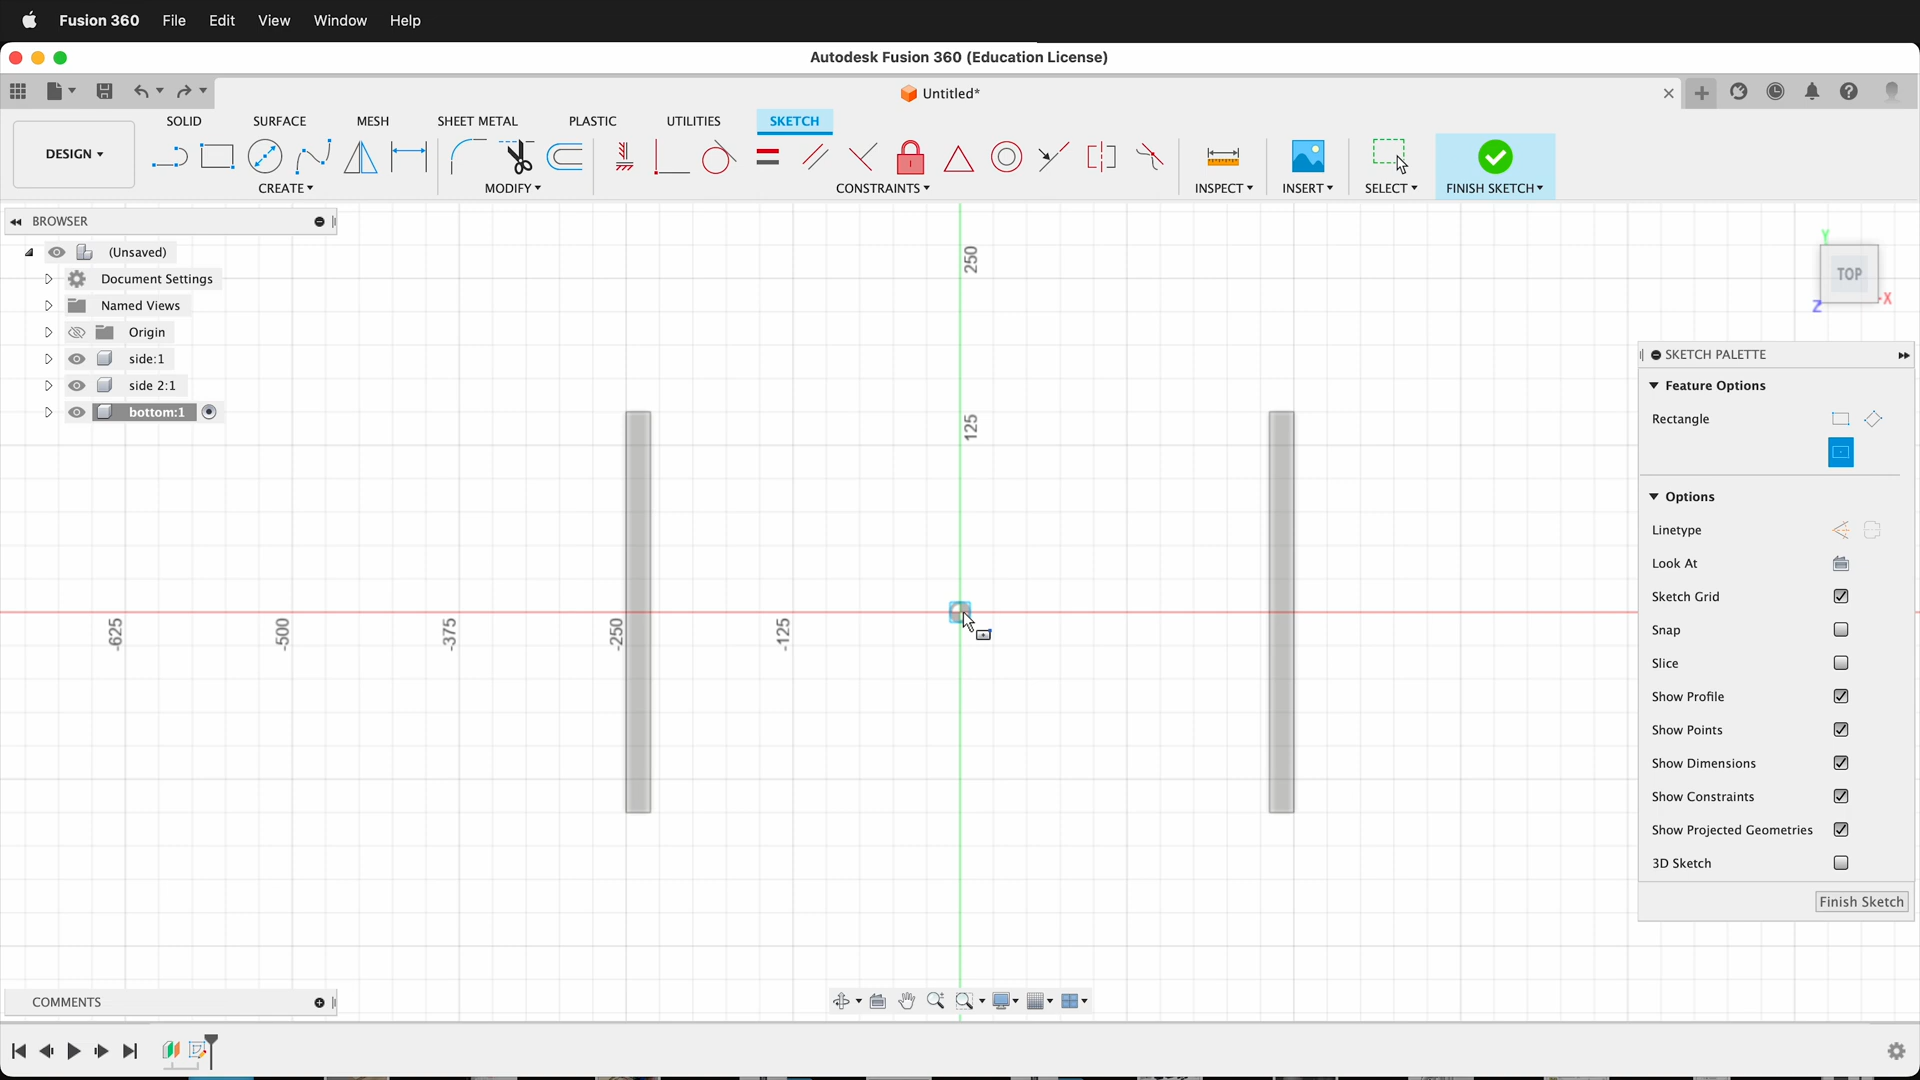 Fusion 360 File Edit View Window Help
Autodesk Fusion 360 (Education License)
Untitled*
SOLID SURFACE MESH SHEET METAL PLASTIC UTILITIES SKETCH
DESIGN
CREATE MODIFY CONSTRAINTS INSPECT INSERT SELECT FINISH SKETCH
BROWSER
(Unsaved)
Document Settings
Named Views
Origin
side:1
side 2:1
bottom:1
250
125
-625 -500 -375 -250 -125
Y
TOP
X
Z
SKETCH PALETTE
Feature Options
Rectangle
Options
Linetype
Look At
Sketch Grid
Snap
Slice
Show Profile
Show Points
Show Dimensions
Show Constraints
Show Projected Geometries
3D Sketch
Finish Sketch
COMMENTS